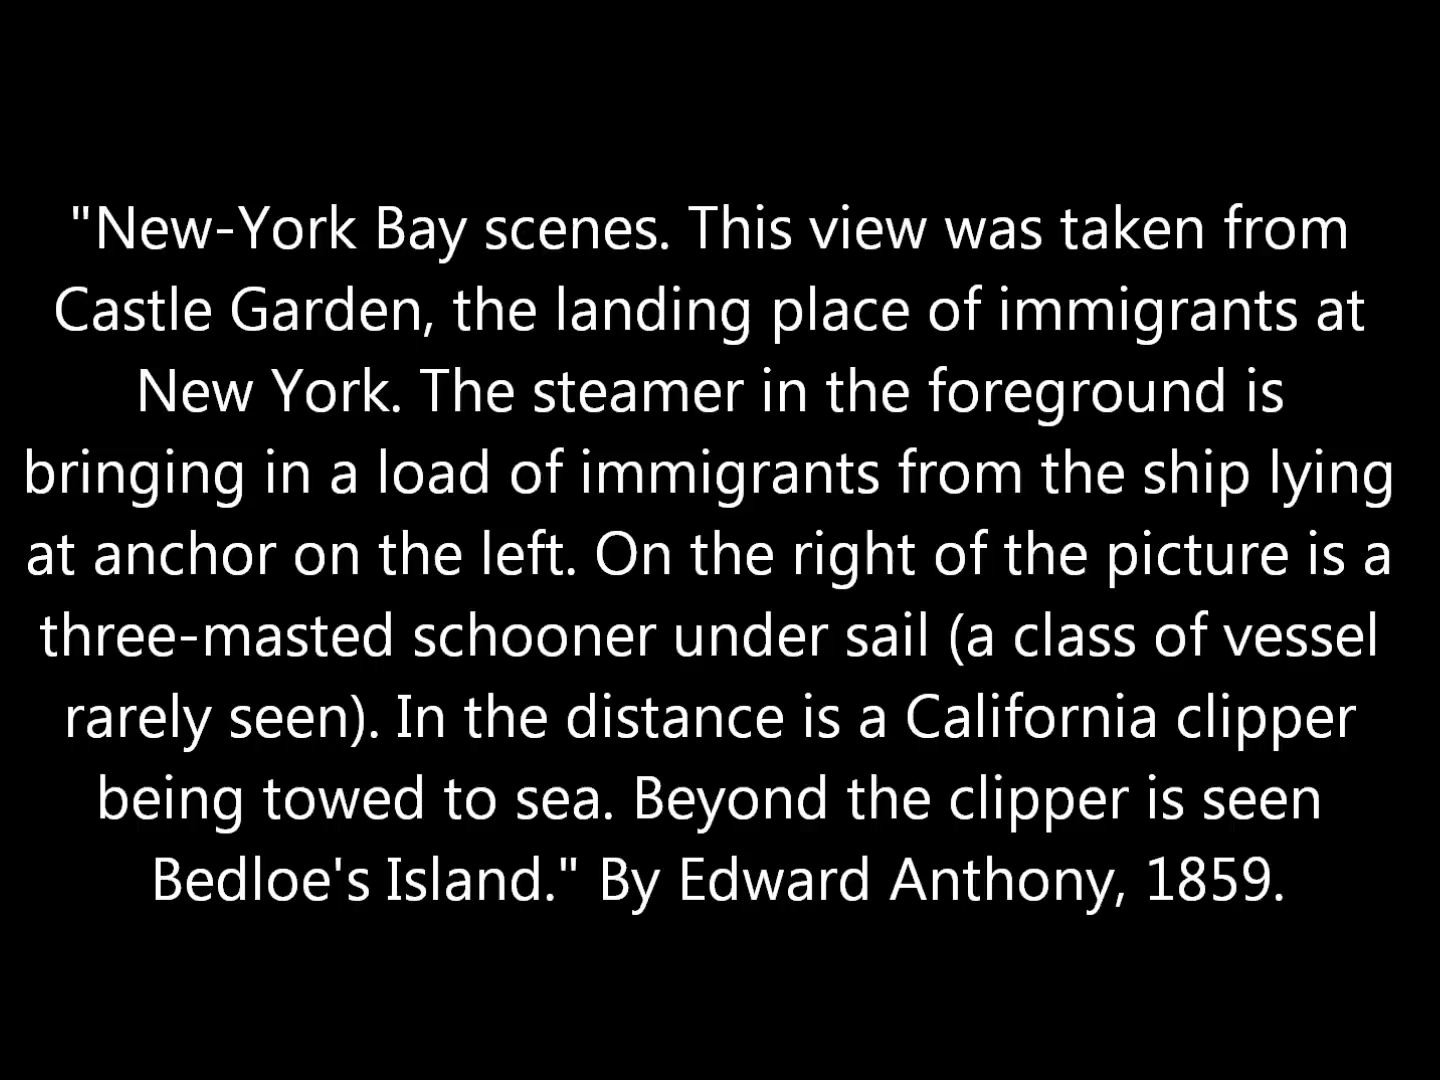 "New-York Bay scenes. This view was taken from
Castle Garden, the landing place of immigrants at
New York. The steamer in the foreground is
bringing in a load of immigrants from the ship lying
at anchor on the left. On the right of the picture is a
three-masted schooner under sail (a class of vessel
rarely seen). In the distance is a California clipper
being towed to sea. Beyond the clipper is seen
Bedloe's Island." By Edward Anthony, 1859.